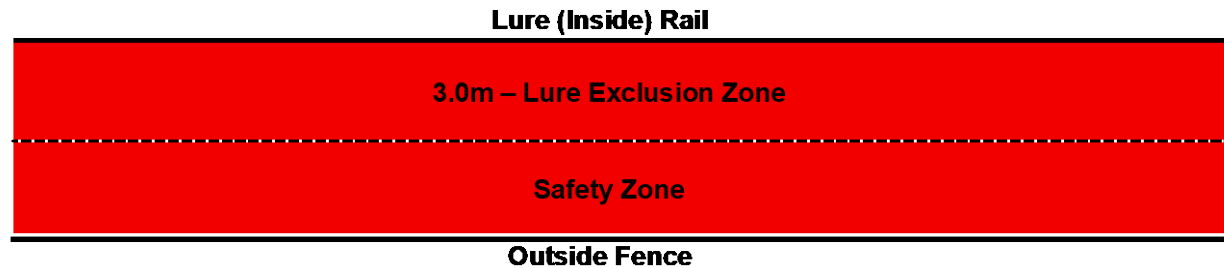 Lure (Inside) Rail
3.0m – Lure Exclusion Zone
Safety Zone
Outside Fence